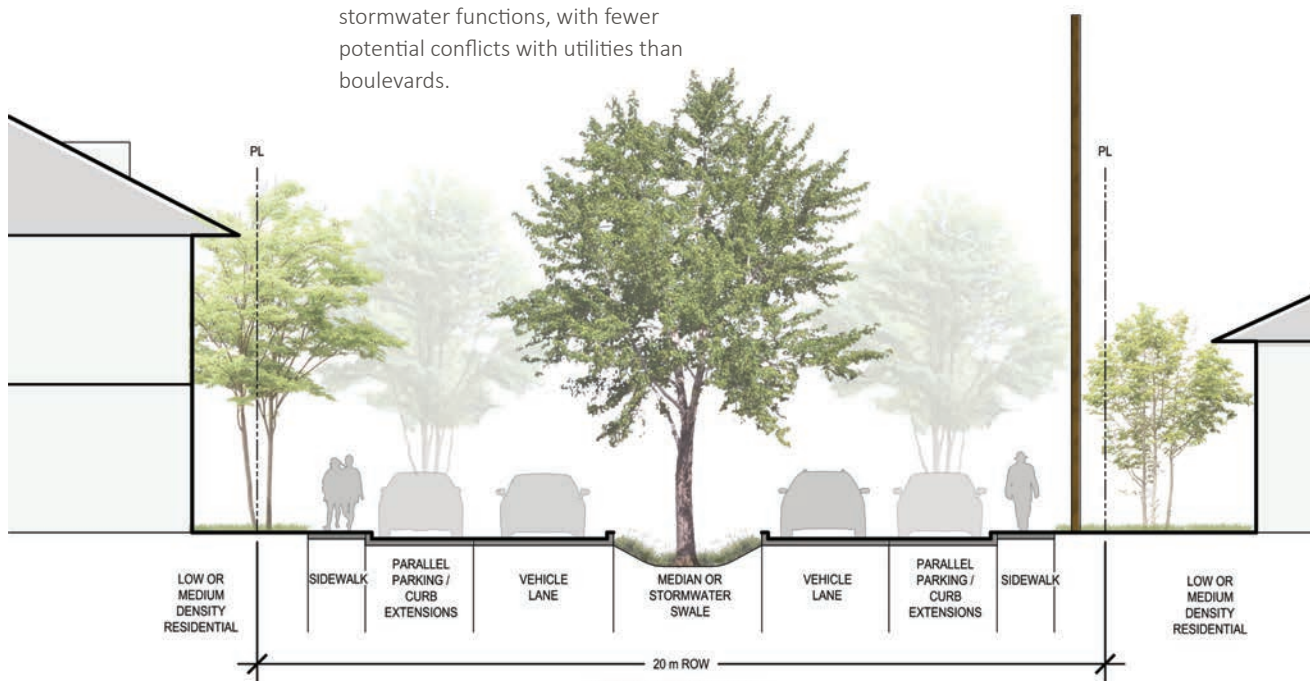 stormwater functions, with fewer
potential conflicts with utilities than
boulevards.
PL
PL
LOW OR
MEDIUM
DENSITY
RESIDENTIAL
SIDEWALK
PARALLEL
PARKING /
CURB
EXTENSIONS
VEHICLE
LANE
MEDIAN OR
STORMWATER
SWALE
VEHICLE
LANE
PARALLEL
PARKING /
CURB
EXTENSIONS
SIDEWALK
LOW OR
MEDIUM
DENSITY
RESIDENTIAL
20 m ROW